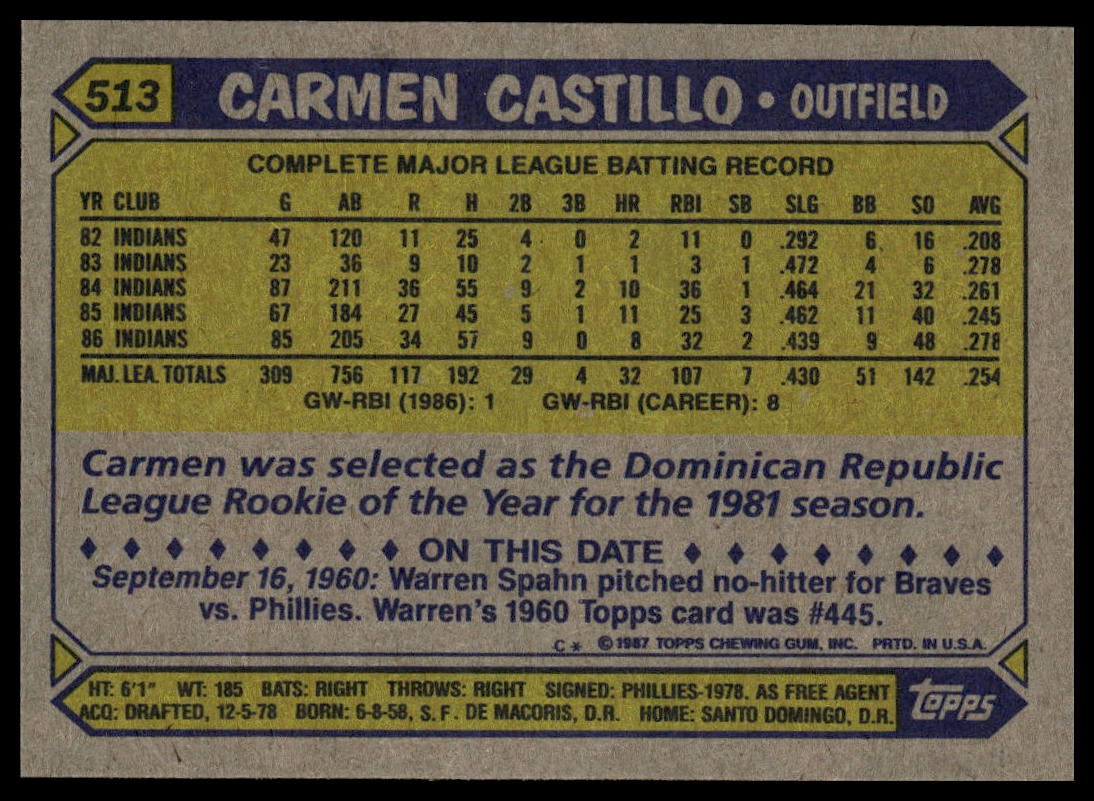 513 CARMEN CASTILLO • OUTFIELD
COMPLETE MAJOR LEAGUE BATTING RECORD
YR CLUB G AB R H 2B 3B HR RBI SB SLG BB SO AVG
82 INDIANS 47 120 11 25 4 0 2 11 0 .292 6 16 .208
83 INDIANS 23 36 9 10 2 1 1 3 1 .472 4 6 .278
84 INDIANS 87 211 36 55 9 2 10 36 1 .464 21 32 .261
85 INDIANS 67 184 27 45 5 1 11 25 3 .462 11 40 .245
86 INDIANS 85 205 34 57 9 0 8 32 2 .439 9 48 .278
MAJ. LEA. TOTALS 309 756 117 192 29 4 32 107 7 .430 51 142 .254
GW-RBI (1986): 1 GW-RBI (CAREER): 8
Carmen was selected as the Dominican Republic
League Rookie of the Year for the 1981 season.
ON THIS DATE
September 16, 1960: Warren Spahn pitched no-hitter for Braves
vs. Phillies. Warren's 1960 Topps card was #445.
C* © 1987 TOPPS CHEWING GUM, INC. PRTD. IN U.S.A.
HT: 6'1" WT: 185 BATS: RIGHT THROWS: RIGHT SIGNED: PHILLIES-1978. AS FREE AGENT
ACQ: DRAFTED, 12-5-78 BORN: 6-8-58, S. F. DE MACORIS, D.R. HOME: SANTO DOMINGO, D.R.
topps